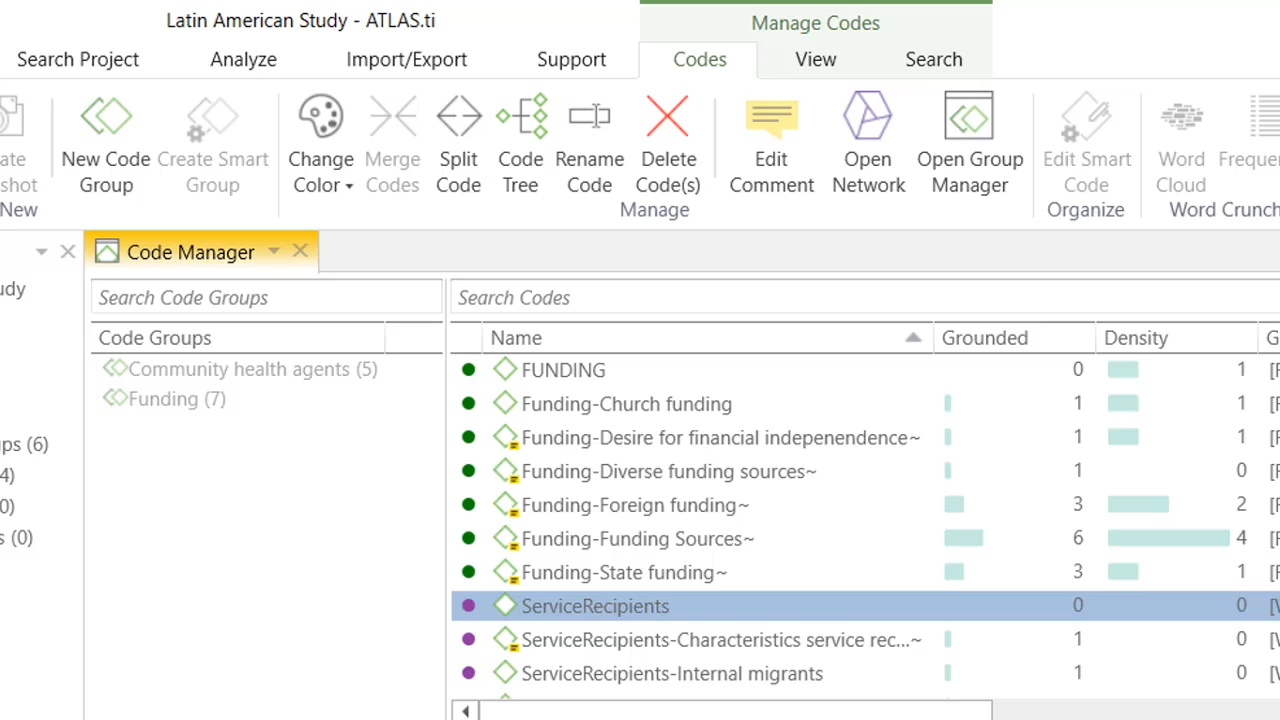 Latin American Study - ATLAS.ti
Manage Codes
Search Project Analyze Import/Export Support Codes View Search
New Code Group
Create Smart Group
Change Color
Merge Codes
Split Code
Code Tree
Rename Code
Delete Code(s)
Edit Comment
Open Network
Open Group Manager
Edit Smart Code
Word Cloud
New
Manage
Organize
Code Manager
Search Code Groups
Search Codes
Code Groups
Name Grounded Density
Community health agents (5)
Funding (7)
FUNDING 0 1
Funding-Church funding 1 1
Funding-Desire for financial indepenendence~ 1 1
Funding-Diverse funding sources~ 1 0
Funding-Foreign funding~ 3 2
Funding-Funding Sources~ 6 4
Funding-State funding~ 3 1
ServiceRecipients 0 0
ServiceRecipients-Characteristics service rec...~ 1 0
ServiceRecipients-Internal migrants 1 0
(6)
(0)